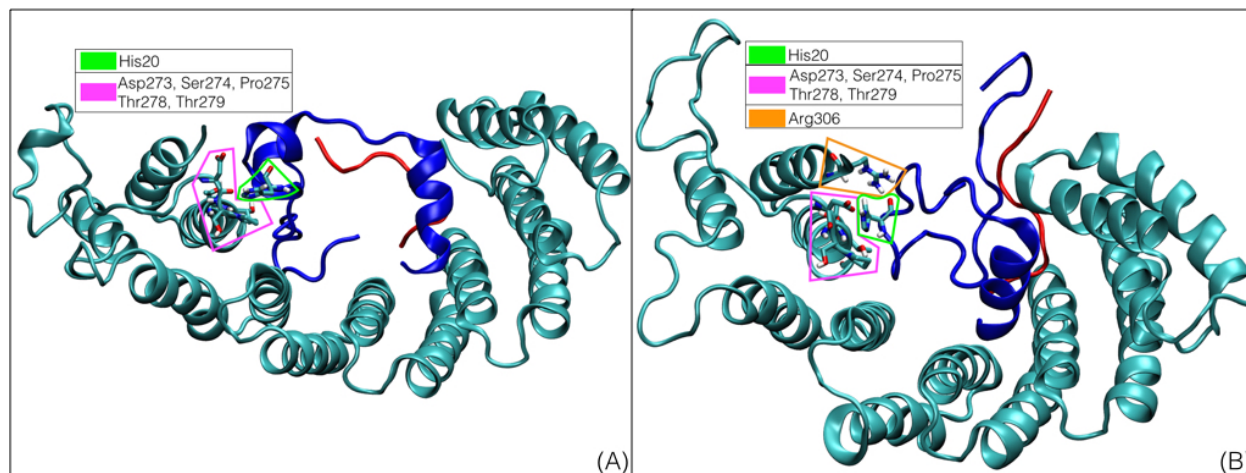 His20
Asp273, Ser274, Pro275
Thr278, Thr279
(A)
His20
Asp273, Ser274, Pro275
Thr278, Thr279
Arg306
(B)